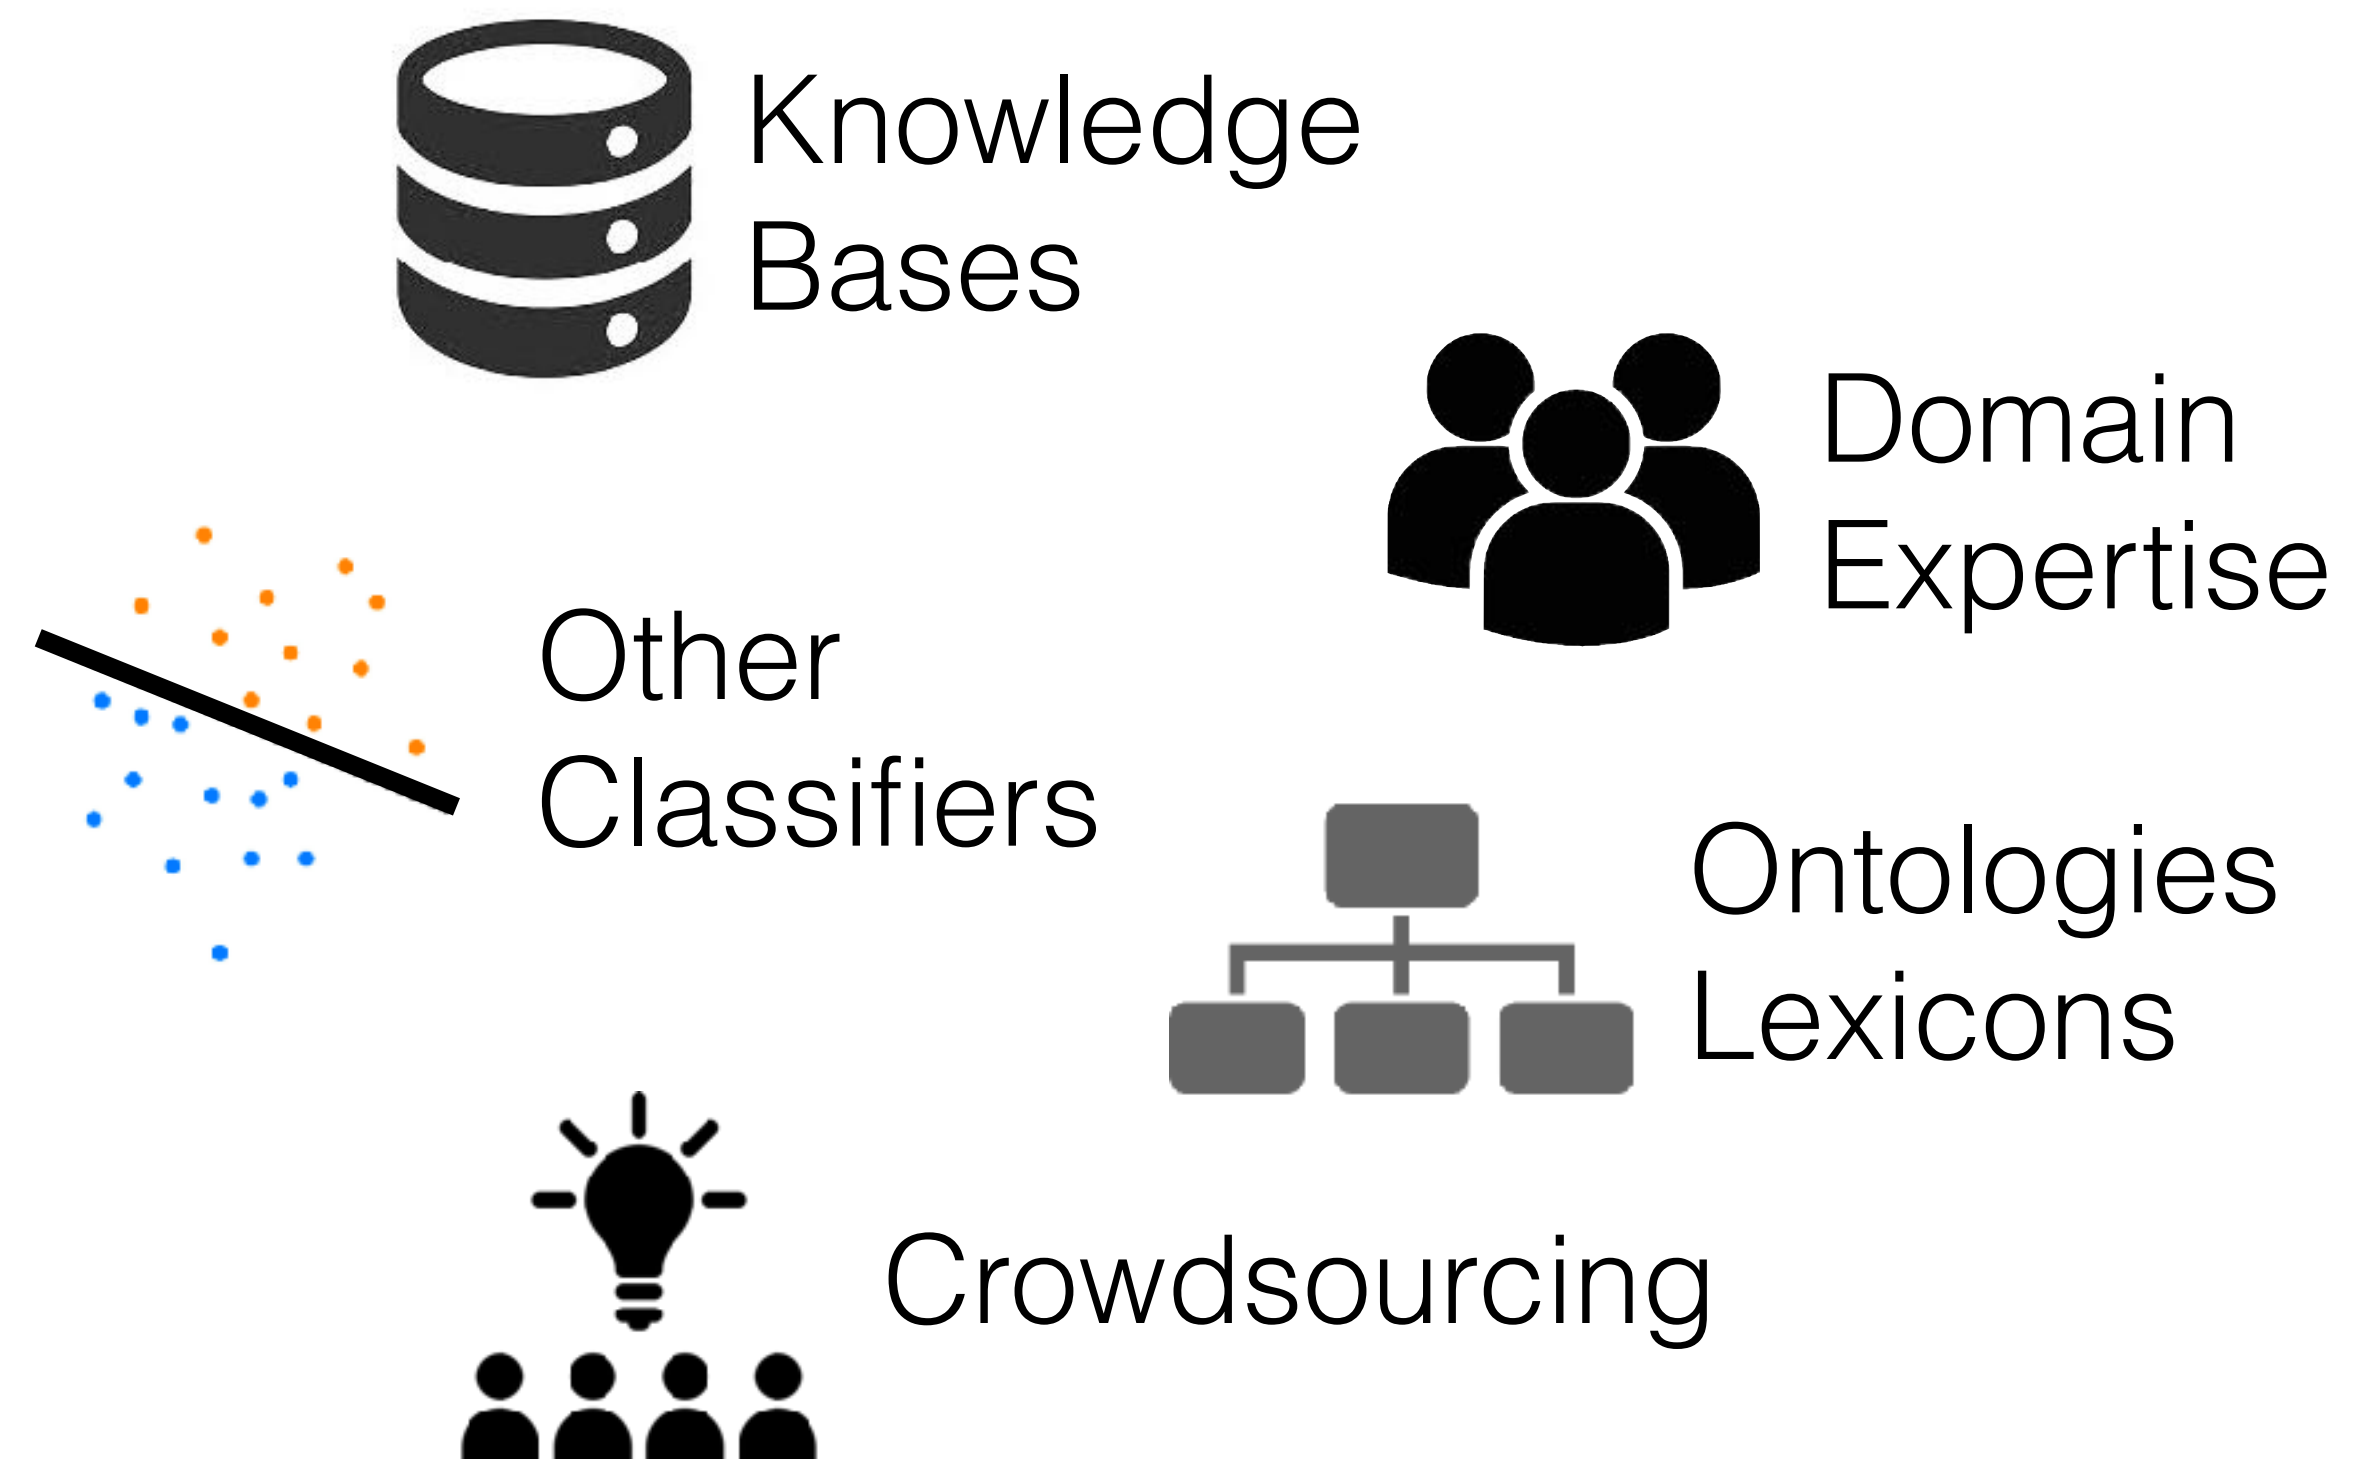 Knowledge
Bases
Domain
Expertise
Other
Classifiers
Ontologies
Lexicons
Crowdsourcing